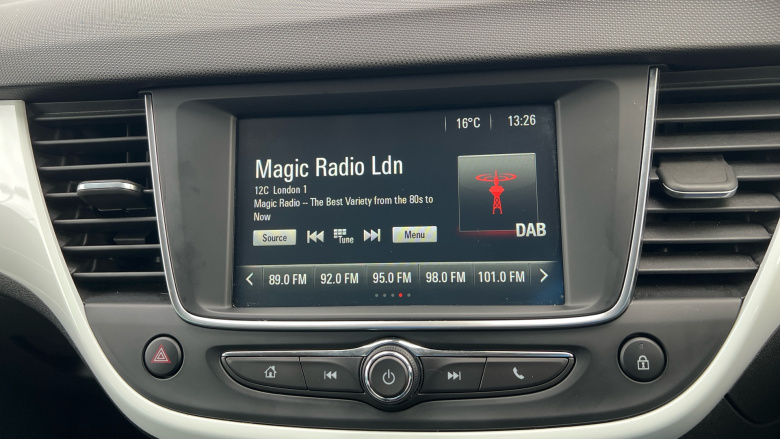 16°C 13:26
Magic Radio Ldn
12C London 1
Magic Radio -- The Best Variety from the 80s to
Now
DAB
Source Tune Menu
89.0 FM 92.0 FM 95.0 FM 98.0 FM 101.0 FM